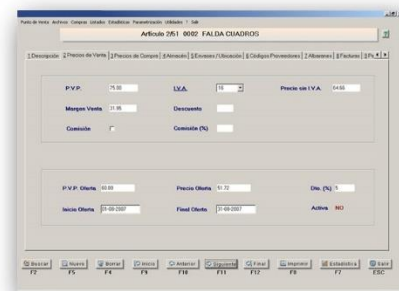 Punto de Venta Archivos Compras Listados Estadísticas Parametrización Utilidades ? Salir
Artículo 2/51 0002 FALDA CUADROS
1 Descripción 2 Precios de Venta 3 Precios de Compra 4 Almacén 5 Envases / Ubicación 6 Códigos Proveedores 7 Albaranes 8 Facturas
P.V.P. 75.00 I.V.A. 16 Precio sin I.V.A. 64.66
Margen Venta 31.95 Descuento
Comisión Comisión (%)
P.V.P. Oferta 60.00 Precio Oferta 51.72 Dto. (%) 5
Inicio Oferta 01-08-2007 Final Oferta 31-08-2007 Activa NO
Buscar Nuevo Borrar Inicio Anterior Siguiente Final Imprimir Estadística Salir
F2 F5 F4 F9 F10 F11 F12 F8 F7 ESC